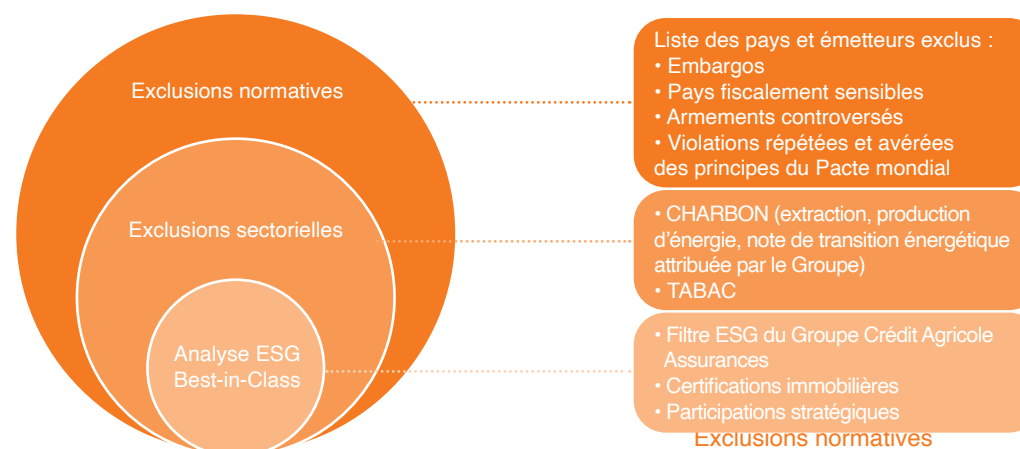 Exclusions normatives
Liste des pays et émetteurs exclus :
• Embargos
• Pays fiscalement sensibles
• Armements controversés
• Violations répétées et avérées
des principes du Pacte mondial
Exclusions sectorielles
• CHARBON (extraction, production
d’énergie, note de transition énergétique
attribuée par le Groupe)
• TABAC
Analyse ESG
Best-in-Class
• Filtre ESG du Groupe Crédit Agricole
Assurances
• Certifications immobilières
• Participations stratégiques
Exclusions normatives